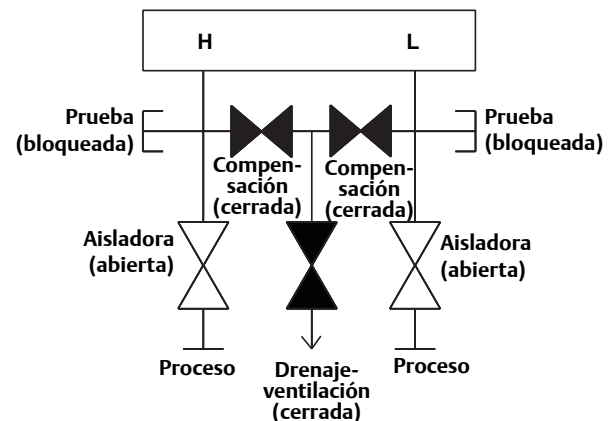 H
L
Prueba
(bloqueada)
Prueba
(bloqueada)
Compen-
sación
(cerrada)
Compen-
sación
(cerrada)
Aisladora
(abierta)
Aisladora
(abierta)
Proceso
Drenaje-
ventilación
(cerrada)
Proceso